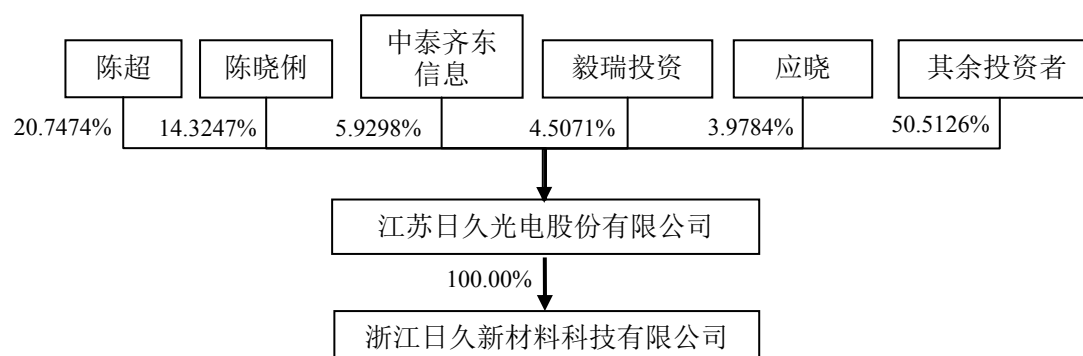 陈超
陈晓俐
中泰齐东
信息
毅瑞投资
应晓
其余投资者
20.7474%
14.3247%
5.9298%
4.5071%
3.9784%
50.5126%
江苏日久光电股份有限公司
100.00%
浙江日久新材料科技有限公司